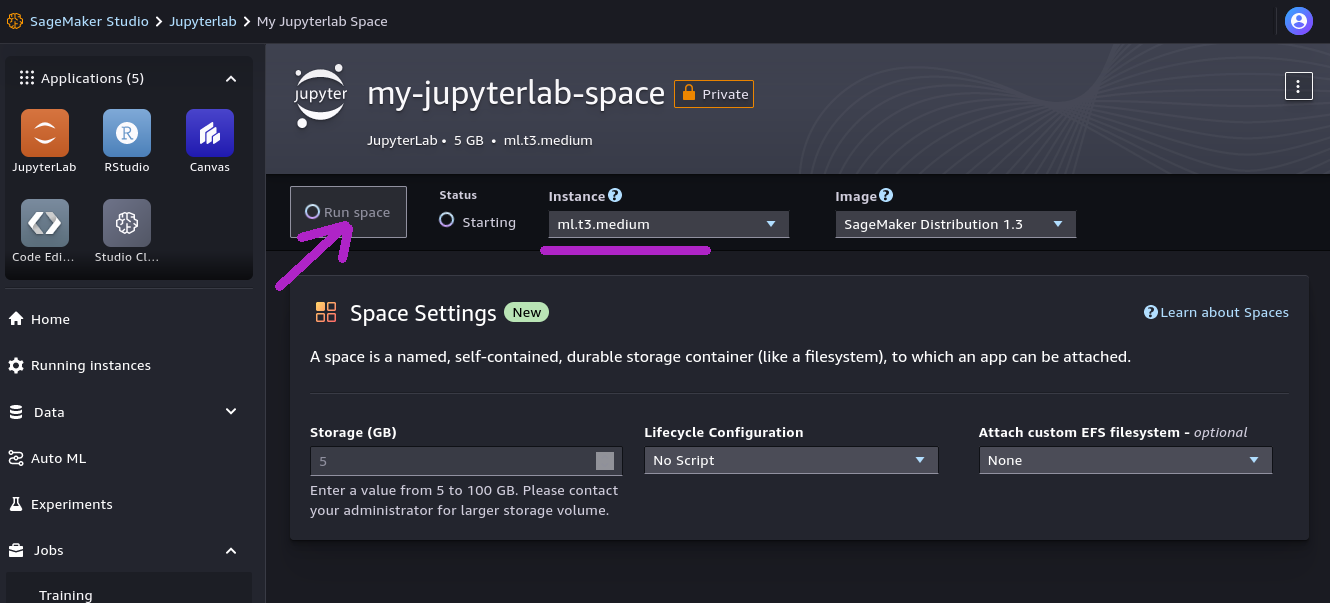 SageMaker Studio > Jupyterlab > My Jupyterlab Space
Applications (5)
JupyterLab
RStudio
Canvas
Code Edi...
Studio Cl...
Home
Running instances
Data
Auto ML
Experiments
Jobs
Training
jupyter
my-jupyterlab-space
Private
JupyterLab • 5 GB • ml.t3.medium
Run space
Status
Starting
Instance
ml.t3.medium
Image
SageMaker Distribution 1.3
Space Settings
New
Learn about Spaces
A space is a named, self-contained, durable storage container (like a filesystem), to which an app can be attached.
Storage (GB)
5
Enter a value from 5 to 100 GB. Please contact
your administrator for larger storage volume.
Lifecycle Configuration
No Script
Attach custom EFS filesystem - optional
None